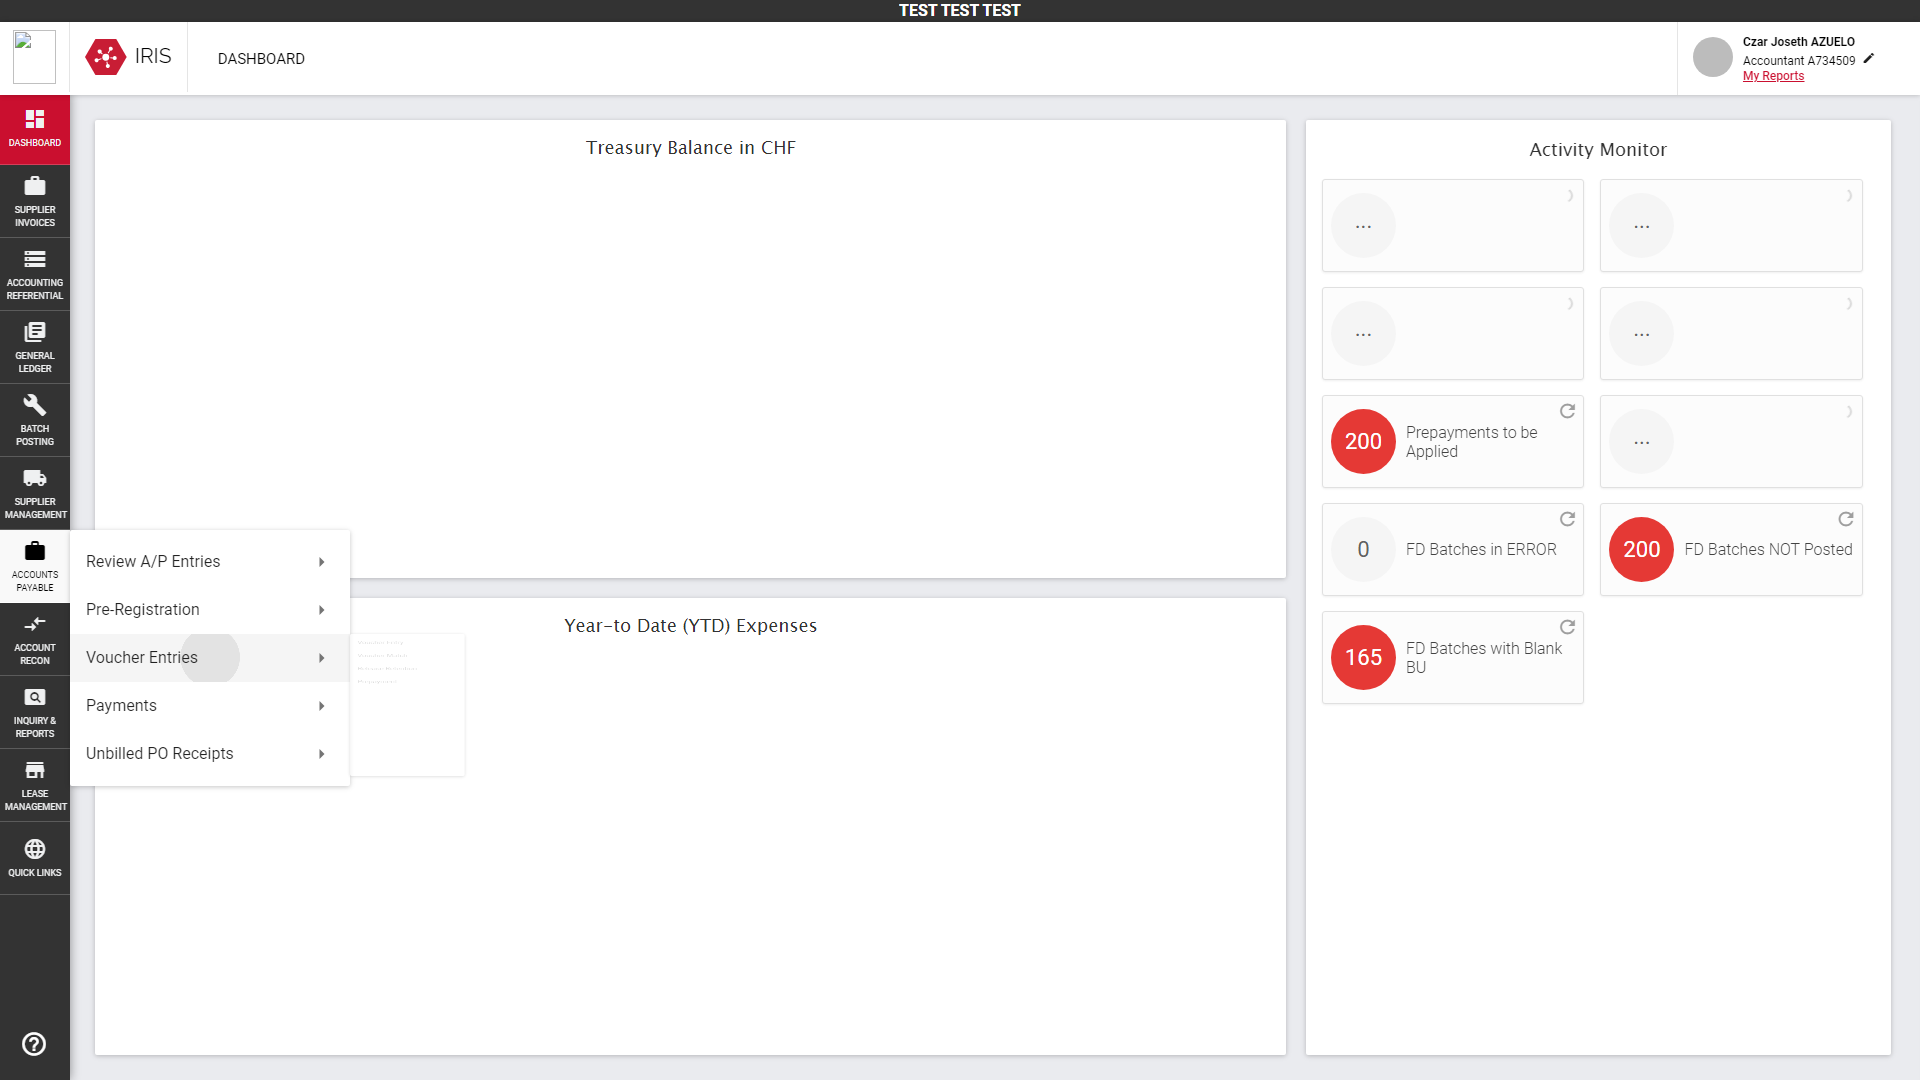 TEST TEST TEST
IRIS
DASHBOARD
Czar Joseth AZUELO
Accountant A734509
My Reports
DASHBOARD
SUPPLIER
INVOICES
ACCOUNTING
REFERENTIAL
GENERAL
LEDGER
BATCH
POSTING
SUPPLIER
MANAGEMENT
ACCOUNTS
PAYABLE
ACCOUNT
RECON
INQUIRY &
REPORTS
LEASE
MANAGEMENT
QUICK LINKS
Review A/P Entries
Pre-Registration
Voucher Entries
Payments
Unbilled PO Receipts
Treasury Balance in CHF
Year-to Date (YTD) Expenses
Activity Monitor
...
...
...
...
200
Prepayments to be
Applied
...
0
FD Batches in ERROR
200
FD Batches NOT Posted
165
FD Batches with Blank
BU